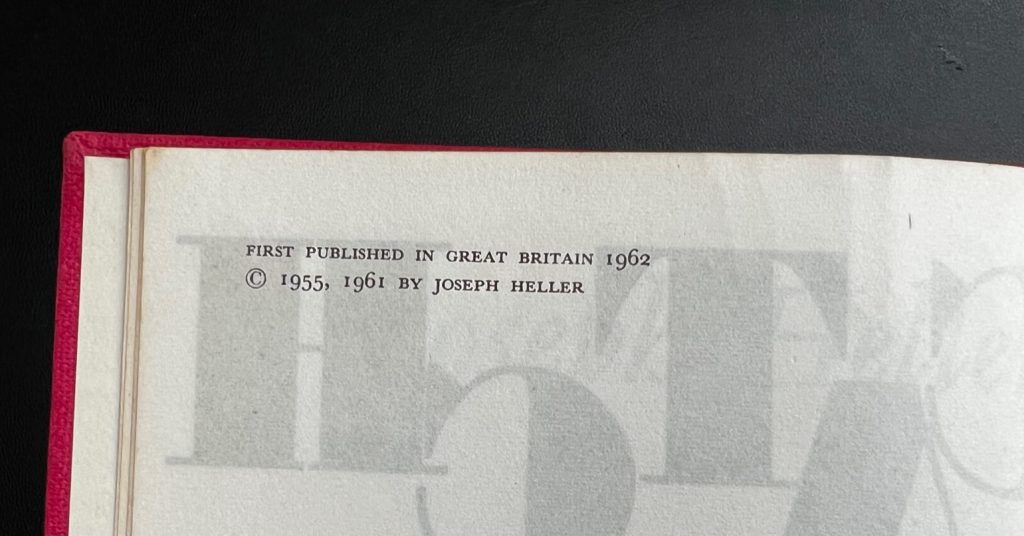 FIRST PUBLISHED IN GREAT BRITAIN 1962
© 1955, 1961 BY JOSEPH HELLER